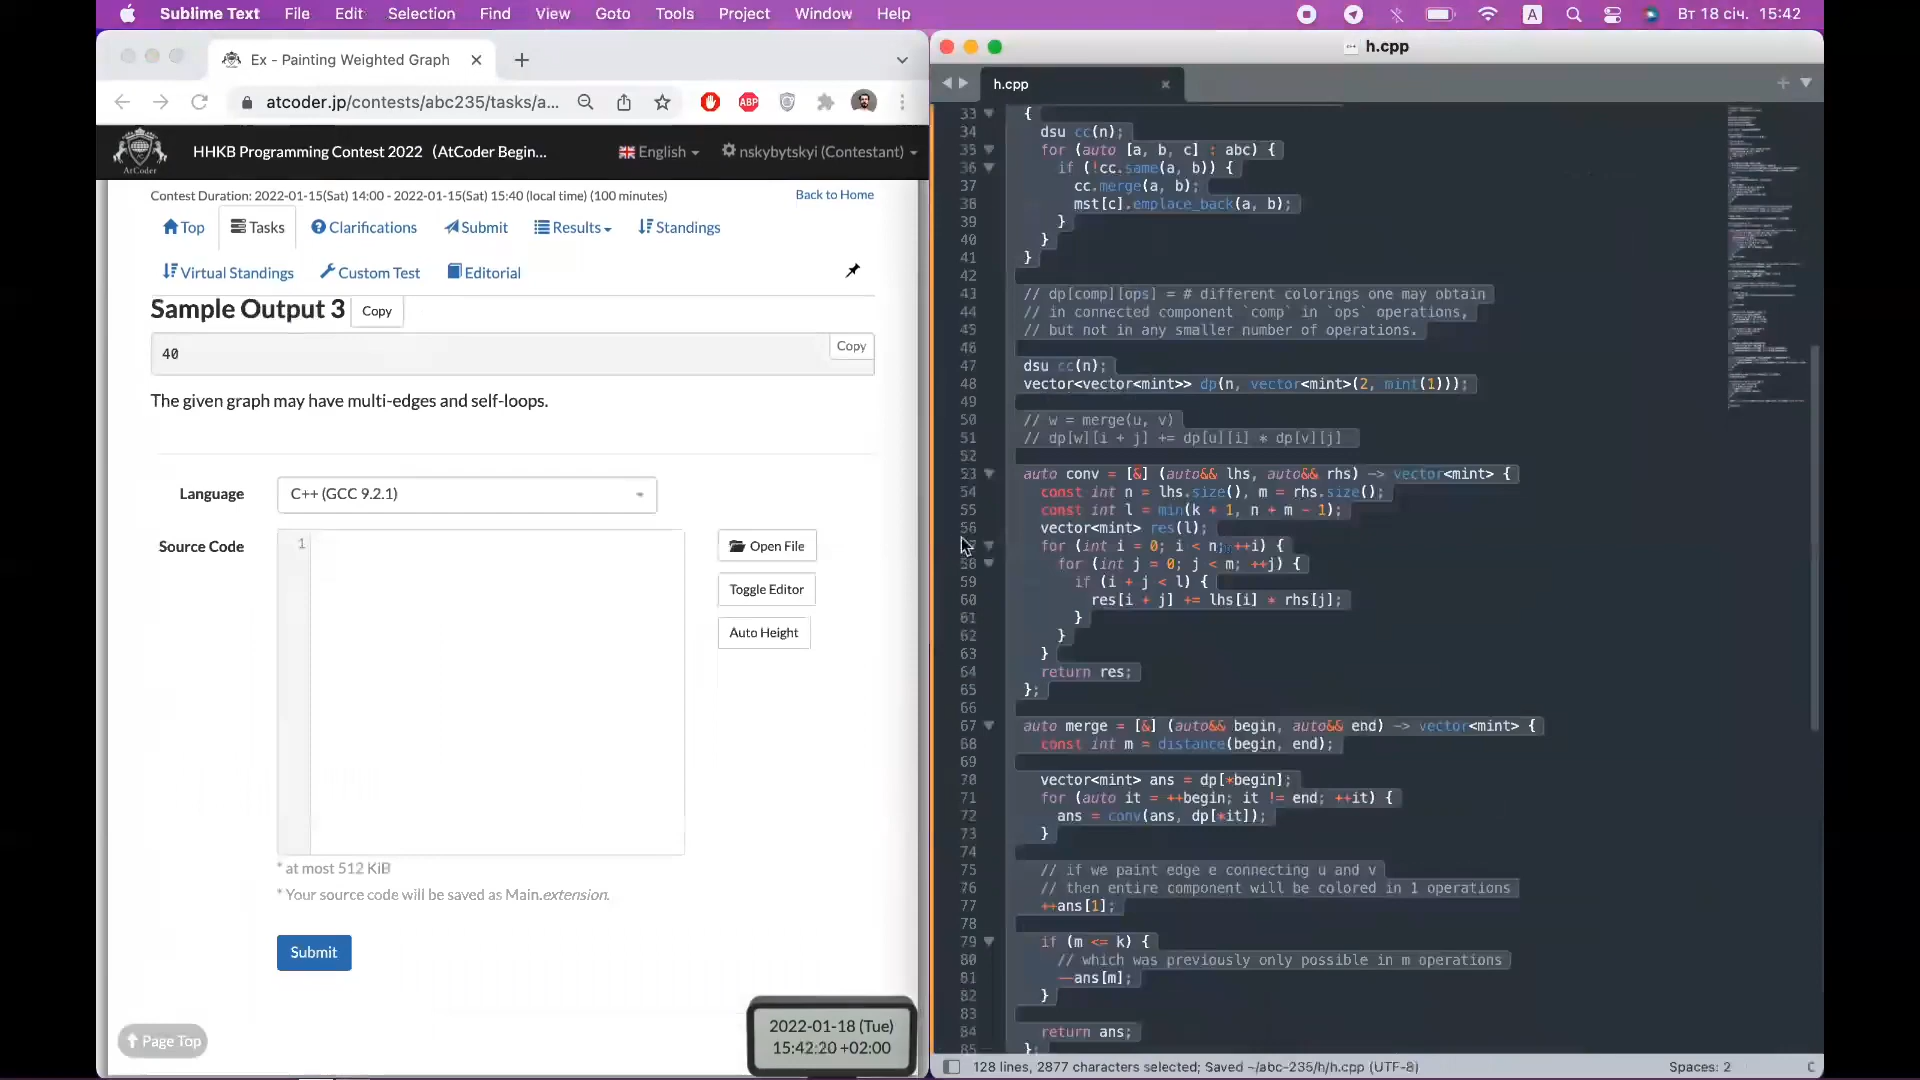 Sublime Text File Edit Selection Find View Goto Tools Project Window Help A Вт 18 січ. 15:42
Ex - Painting Weighted Graph
atcoder.jp/contests/abc235/tasks/a... ABP
AtCoder
HHKB Programming Contest 2022 (AtCoder Begin...
English
nskybytskyi (Contestant)
Contest Duration: 2022-01-15(Sat) 14:00 - 2022-01-15(Sat) 15:40 (local time) (100 minutes)
Back to Home
Top
Tasks
Clarifications
Submit
Results
Standings
Virtual Standings
Custom Test
Editorial
Sample Output 3
Copy
Copy
40
The given graph may have multi-edges and self-loops.
Language
C++ (GCC 9.2.1)
Source Code
1
Open File
Toggle Editor
Auto Height
* at most 512 KiB
* Your source code will be saved as Main.extension.
Submit
Page Top
2022-01-18 (Tue)
15:42:20 +02:00
h.cpp
h.cpp
33 {
34 dsu cc(n);
35 for (auto [a, b, c] : abc) {
36 if (!cc.same(a, b)) {
37 cc.merge(a, b);
38 mst[c].emplace_back(a, b);
39 }
40 }
41 }
42
43 // dp[comp][ops] = # different colorings one may obtain
44 // in connected component `comp` in `ops` operations,
45 // but not in any smaller number of operations.
46
47 dsu cc(n);
48 vector<vector<mint>> dp(n, vector<mint>(2, mint(1)));
49
50 // w = merge(u, v)
51 // dp[w][i + j] += dp[u][i] * dp[v][j]
52
53 auto conv = [&] (auto&& lhs, auto&& rhs) -> vector<mint> {
54 const int n = lhs.size(), m = rhs.size();
55 const int l = min(k + 1, n + m - 1);
56 vector<mint> res(l);
for (int i = 0; i < n; ++i) {
58 for (int j = 0; j < m; ++j) {
59 if (i + j < l) {
60 res[i + j] += lhs[i] * rhs[j];
61 }
62 }
63 }
64 return res;
65 };
66
67 auto merge = [&] (auto&& begin, auto&& end) -> vector<mint> {
68 const int m = distance(begin, end);
69
70 vector<mint> ans = dp[*begin];
71 for (auto it = ++begin; it != end; ++it) {
72 ans = conv(ans, dp[*it]);
73 }
74
75 // if we paint edge e connecting u and v
76 // then entire component will be colored in 1 operations
77 ++ans[1];
78
79 if (m <= k) {
80 // which was previously only possible in m operations
81 --ans[m];
82 }
83
84 return ans;
85 };
128 lines, 2877 characters selected; Saved ~/abc-235/h/h.cpp (UTF-8)
Spaces: 2
C